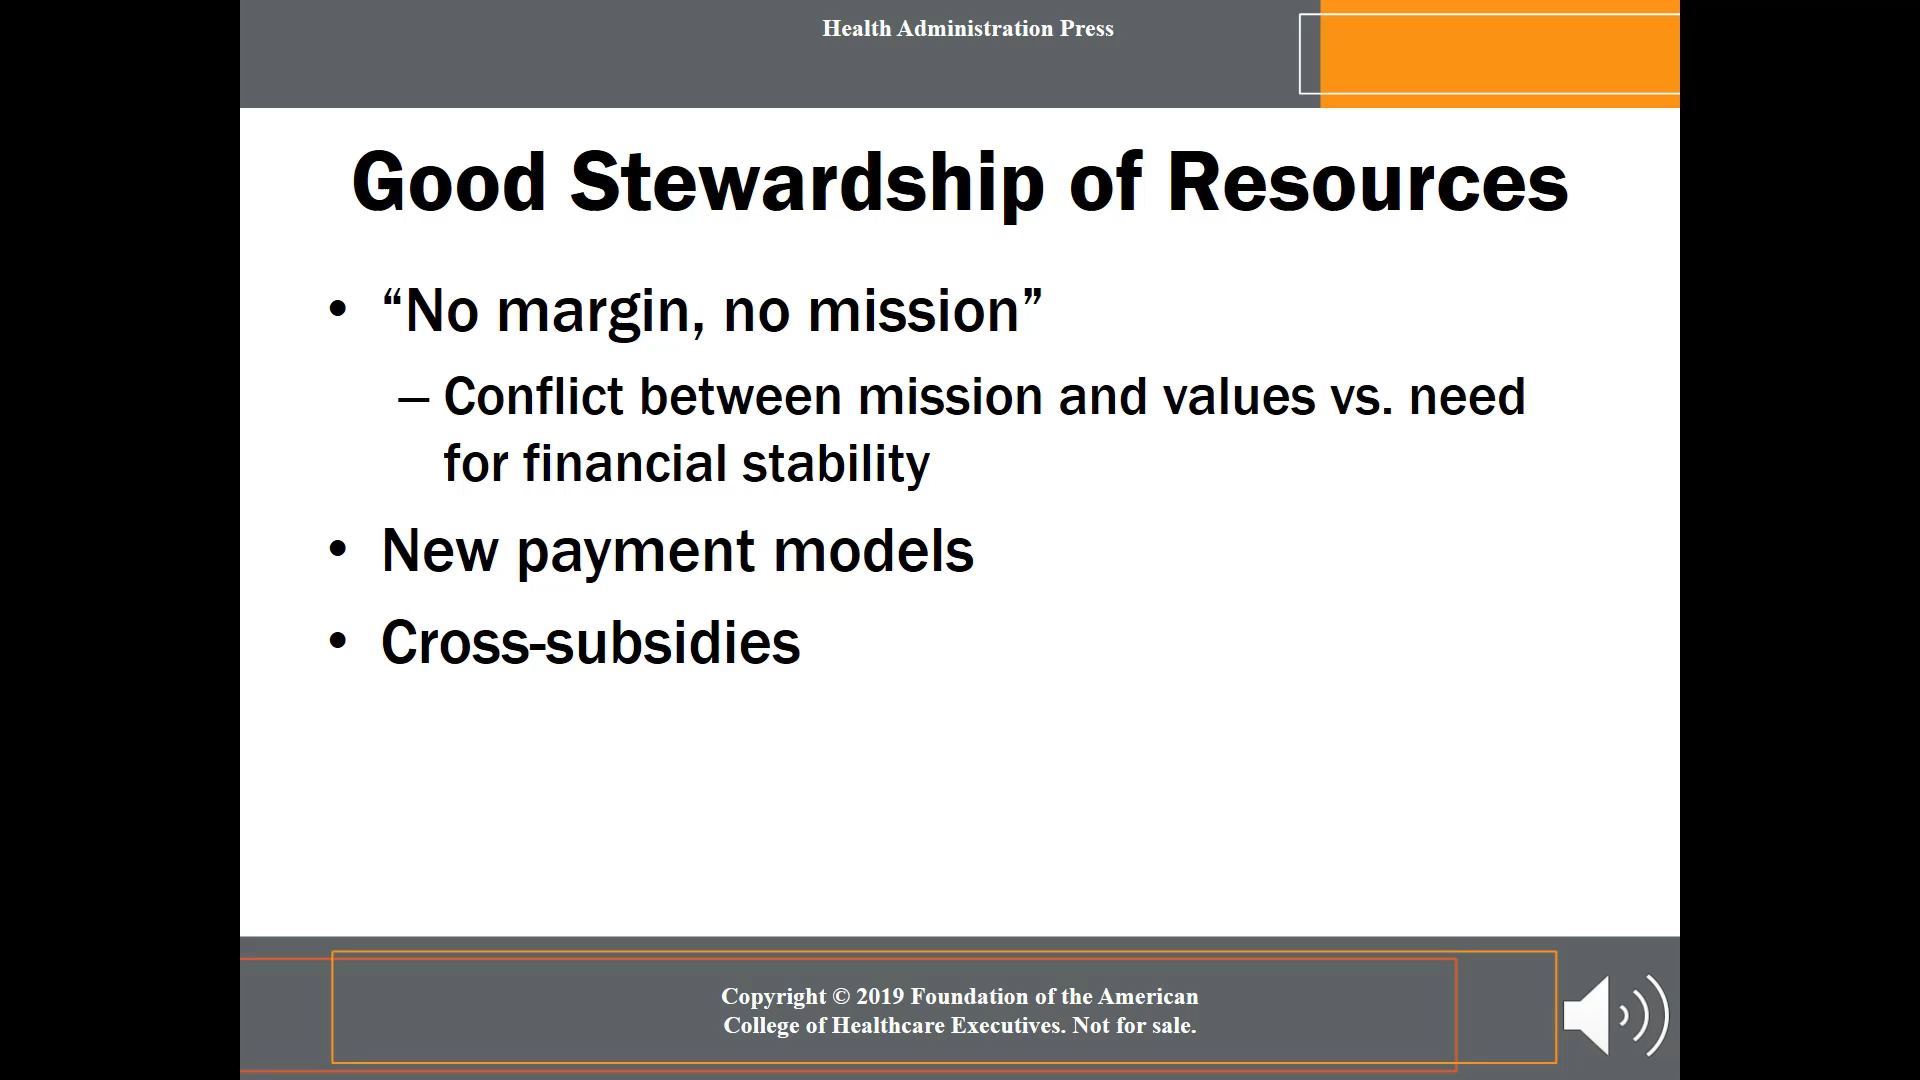 Health Administration Press
Good Stewardship of Resources
• “No margin, no mission”
– Conflict between mission and values vs. need
for financial stability
• New payment models
• Cross-subsidies
Copyright © 2019 Foundation of the American
College of Healthcare Executives. Not for sale.